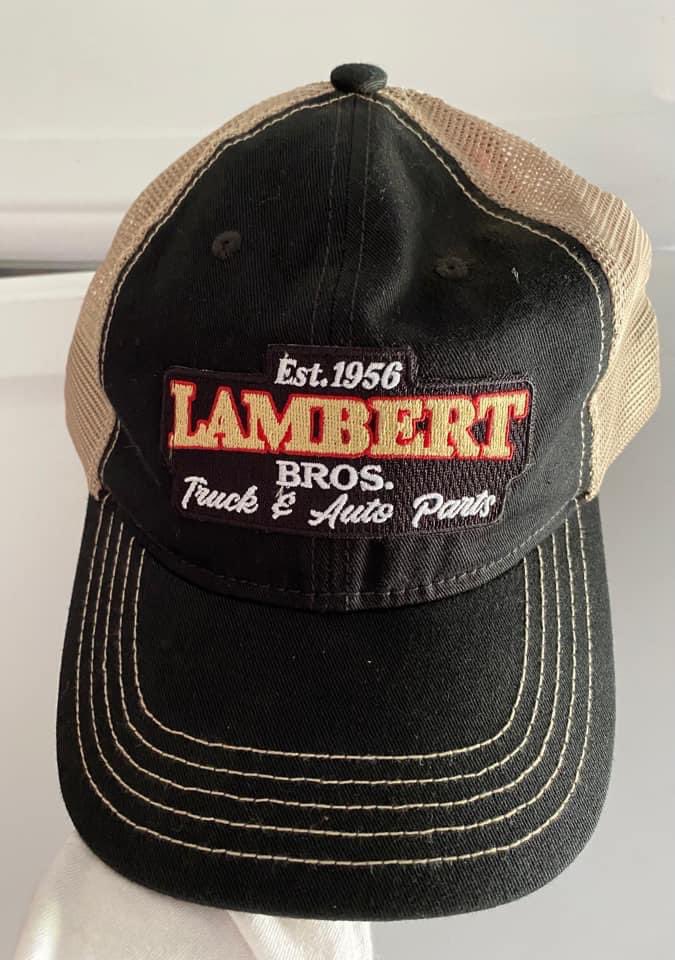 Est. 1956
LAMBERT
BROS.
Truck & Auto Parts